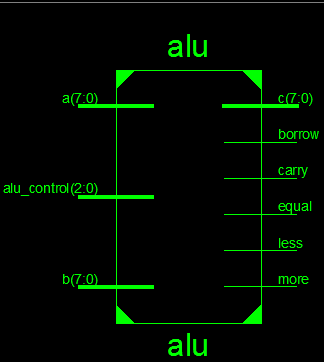 alu
a(7:0)
c(7:0)
borrow
carry
alu_control(2:0)
equal
less
b(7:0)
more
alu